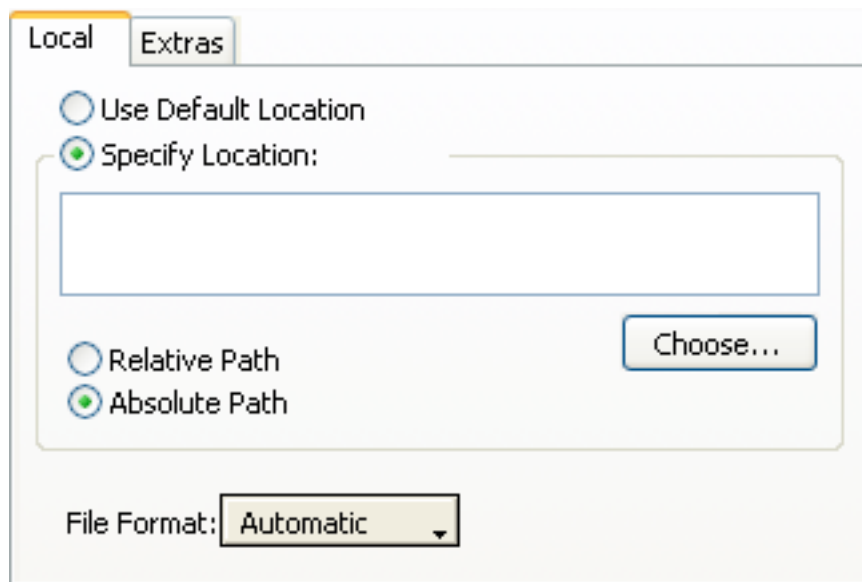 Local Extras
Use Default Location
Specify Location:
Choose...
Relative Path
Absolute Path
File Format: Automatic